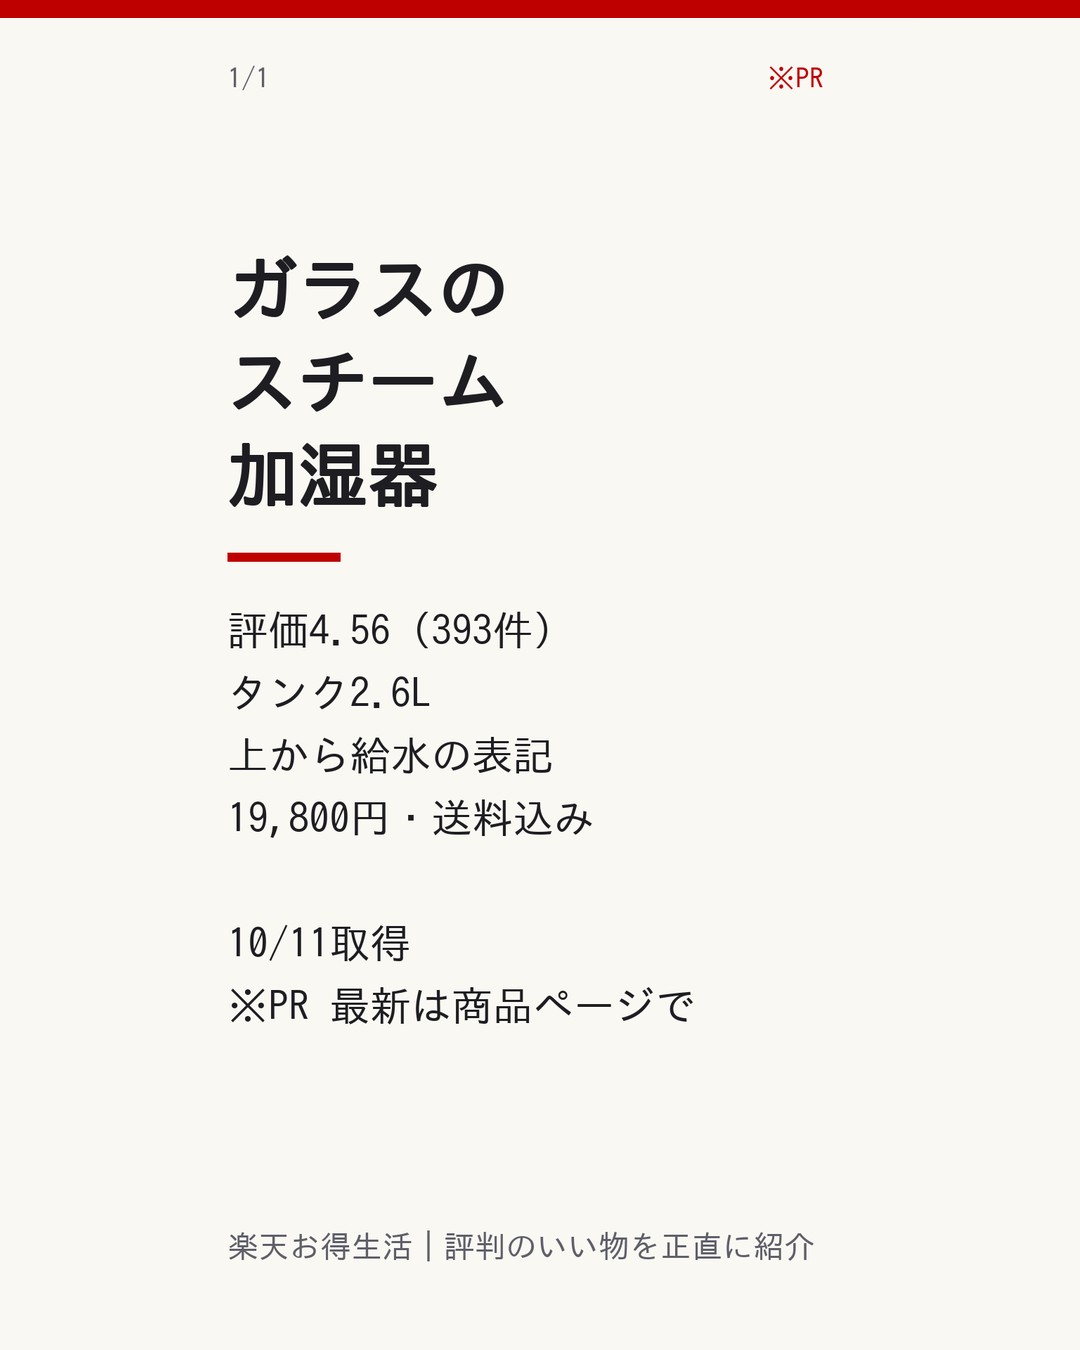 1/1
※PR
ガラスの
スチーム
加湿器
評価4.56（393件）
タンク2.6L
上から給水の表記
19,800円・送料込み
10/11取得
※PR 最新は商品ページで
楽天お得生活｜評判のいい物を正直に紹介